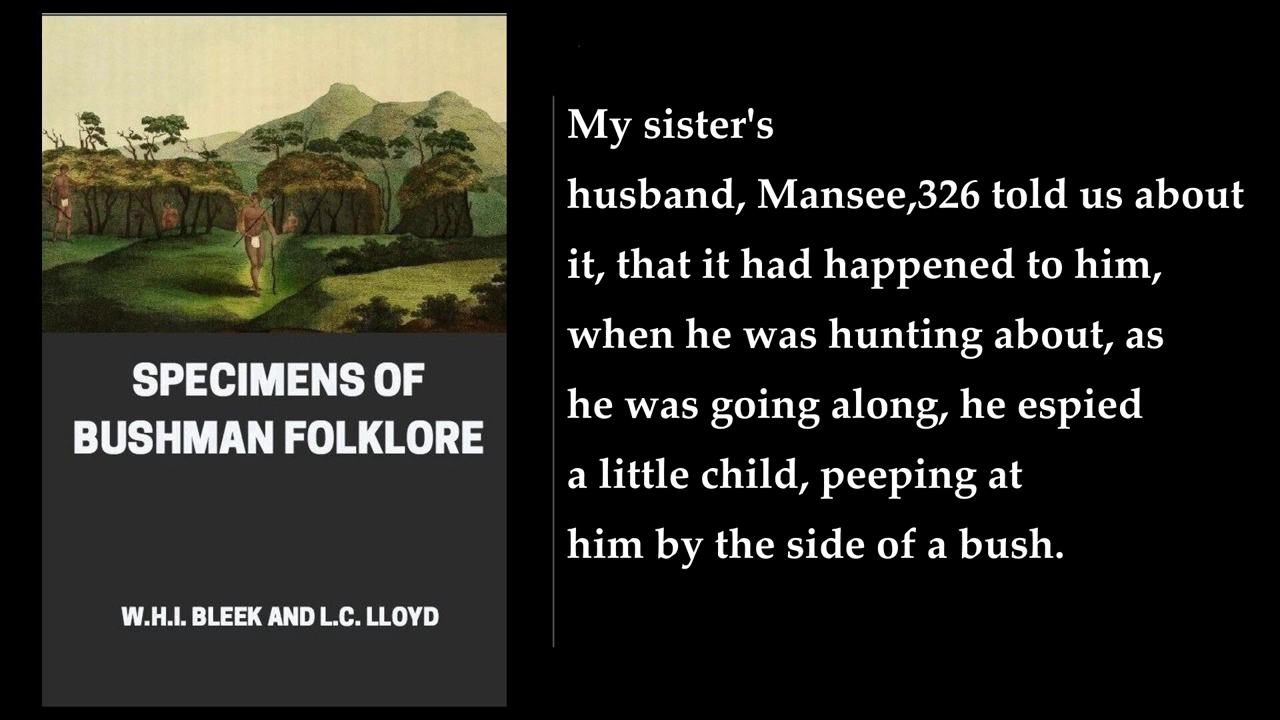 SPECIMENS OF
BUSHMAN FOLKLORE
W.H.I. BLEEK AND L.C. LLOYD
My sister's
husband, Mansee,326 told us about
it, that it had happened to him,
when he was hunting about, as
he was going along, he espied
a little child, peeping at
him by the side of a bush.